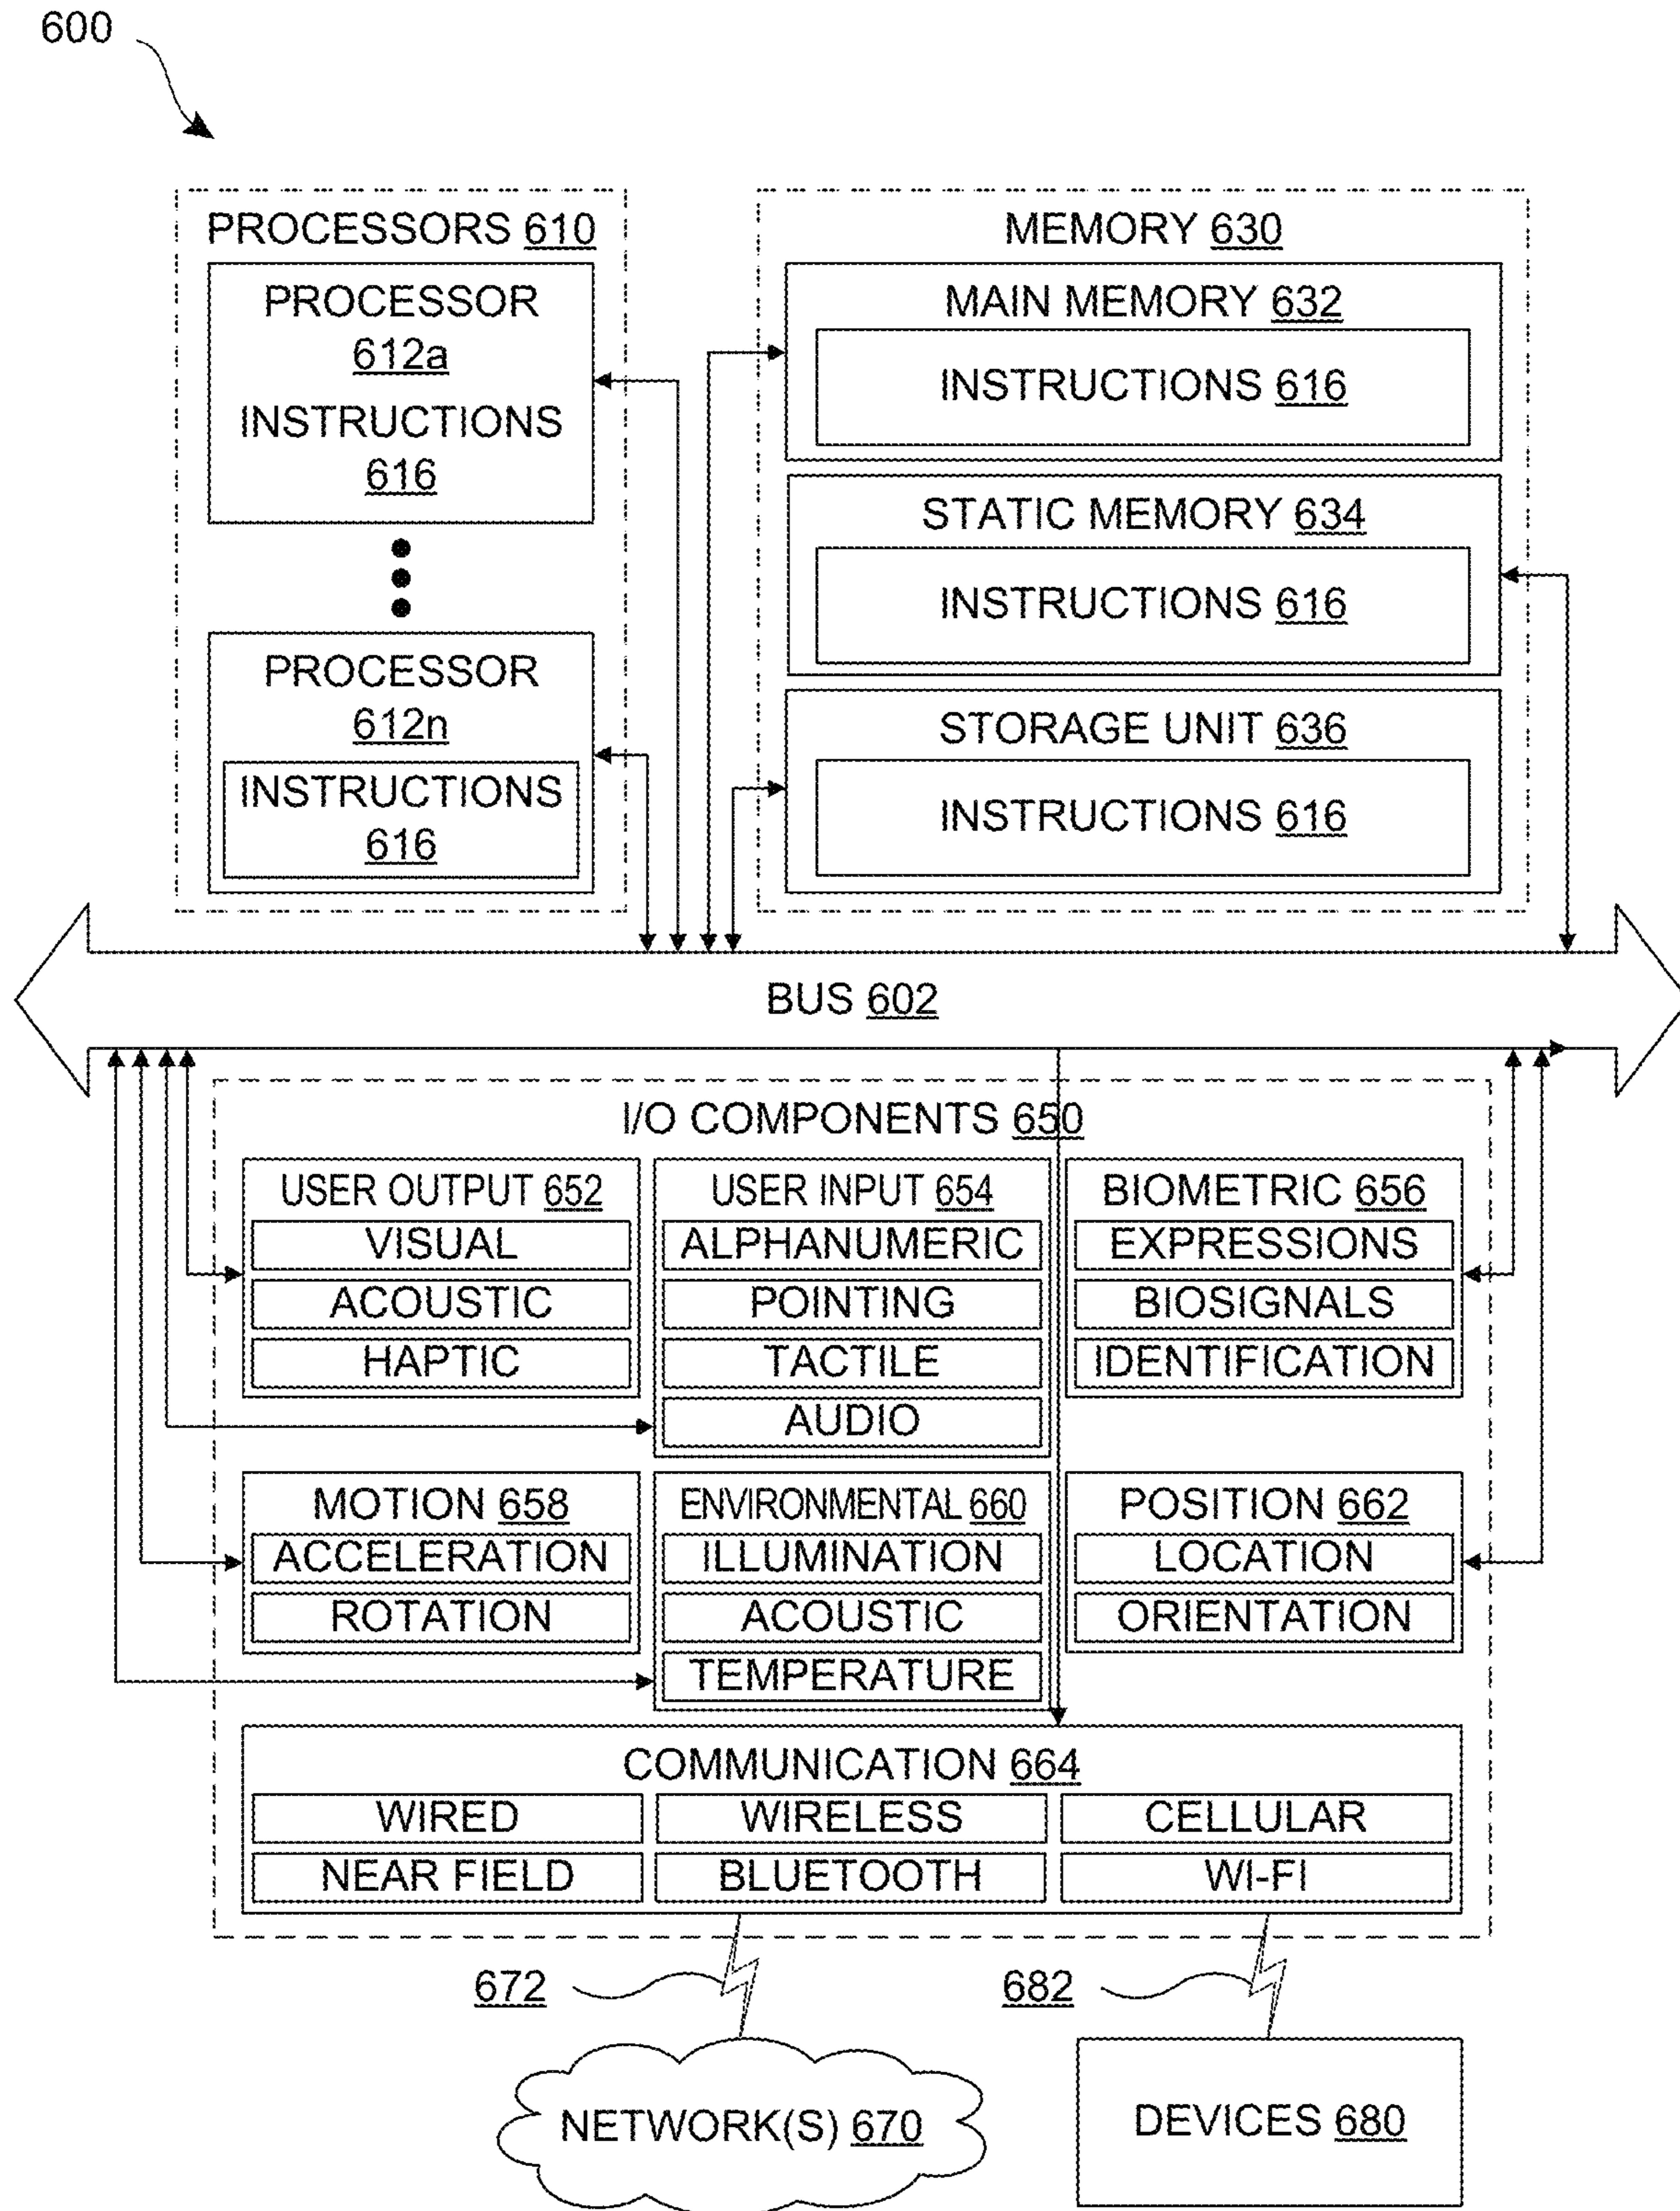 600
PROCESSORS 610
PROCESSOR
612a
INSTRUCTIONS
616
PROCESSOR
612n
INSTRUCTIONS
616
MEMORY 630
MAIN MEMORY 632
INSTRUCTIONS 616
STATIC MEMORY 634
INSTRUCTIONS 616
STORAGE UNIT 636
INSTRUCTIONS 616
BUS 602
I/O COMPONENTS 650
USER OUTPUT 652
VISUAL
ACOUSTIC
HAPTIC
USER INPUT 654
ALPHANUMERIC
POINTING
TACTILE
AUDIO
BIOMETRIC 656
EXPRESSIONS
BIOSIGNALS
IDENTIFICATION
MOTION 658
ACCELERATION
ROTATION
ENVIRONMENTAL 660
ILLUMINATION
ACOUSTIC
TEMPERATURE
POSITION 662
LOCATION
ORIENTATION
COMMUNICATION 664
WIRED
WIRELESS
CELLULAR
NEAR FIELD
BLUETOOTH
WI-FI
672
682
NETWORK(S) 670
DEVICES 680